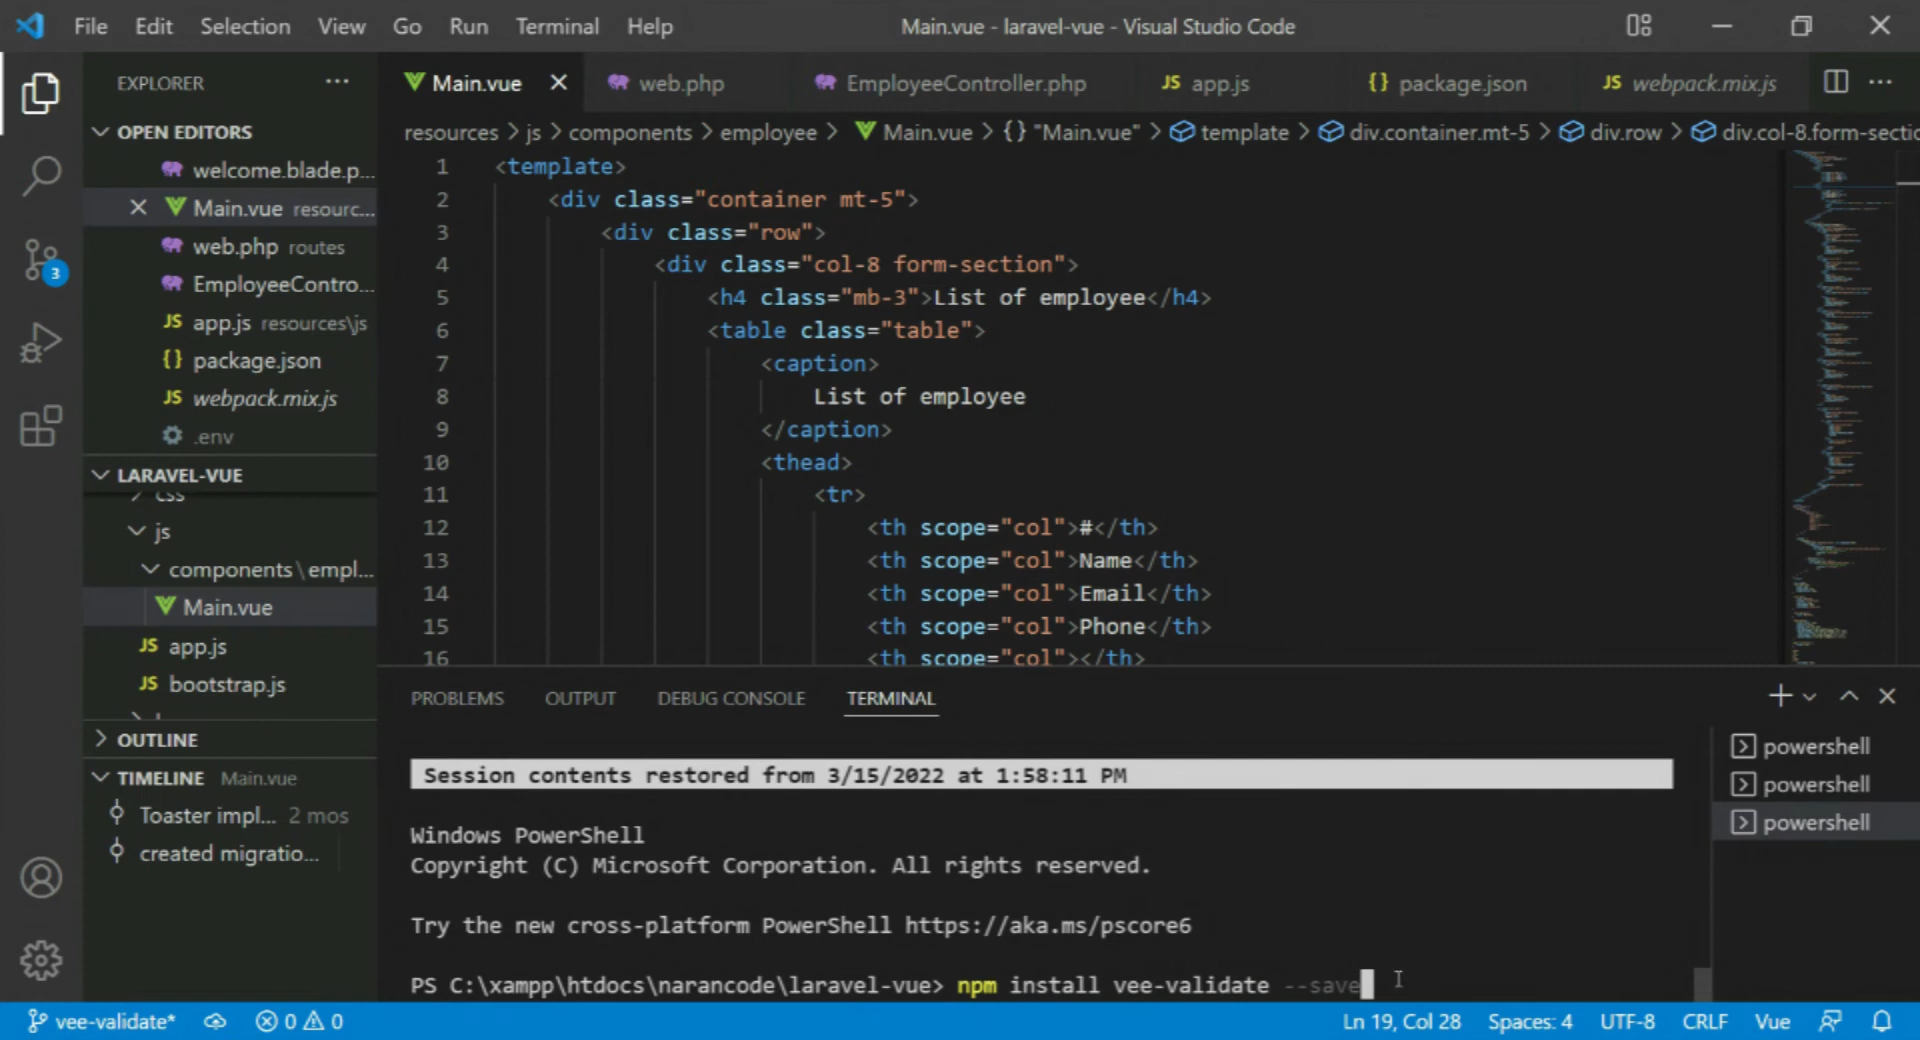 File Edit Selection View Go Run Terminal Help
Main.vue - laravel-vue - Visual Studio Code
EXPLORER
Main.vue web.php EmployeeController.php JS app.js {} package.json JS webpack.mix.js
OPEN EDITORS
welcome.blade.p...
Main.vue resourc...
web.php routes
EmployeeContro...
JS app.js resources\js
{} package.json
JS webpack.mix.js
.env
LARAVEL-VUE
css
js
components\empl...
Main.vue
JS app.js
JS bootstrap.js
OUTLINE
TIMELINE Main.vue
Toaster impl... 2 mos
created migratio...
3
resources > js > components > employee > Main.vue > {} "Main.vue" > template > div.container.mt-5 > div.row > div.col-8.form-sectio
1 <template>
2 <div class="container mt-5">
3 <div class="row">
4 <div class="col-8 form-section">
5 <h4 class="mb-3">List of employee</h4>
6 <table class="table">
7 <caption>
8 List of employee
9 </caption>
10 <thead>
11 <tr>
12 <th scope="col">#</th>
13 <th scope="col">Name</th>
14 <th scope="col">Email</th>
15 <th scope="col">Phone</th>
16 <th scope="col"></th>
PROBLEMS OUTPUT DEBUG CONSOLE TERMINAL
Session contents restored from 3/15/2022 at 1:58:11 PM
Windows PowerShell
Copyright (C) Microsoft Corporation. All rights reserved.
Try the new cross-platform PowerShell https://aka.ms/pscore6
PS C:\xampp\htdocs\narancode\laravel-vue> npm install vee-validate --save
powershell
powershell
powershell
vee-validate* 0 0 Ln 19, Col 28 Spaces: 4 UTF-8 CRLF Vue